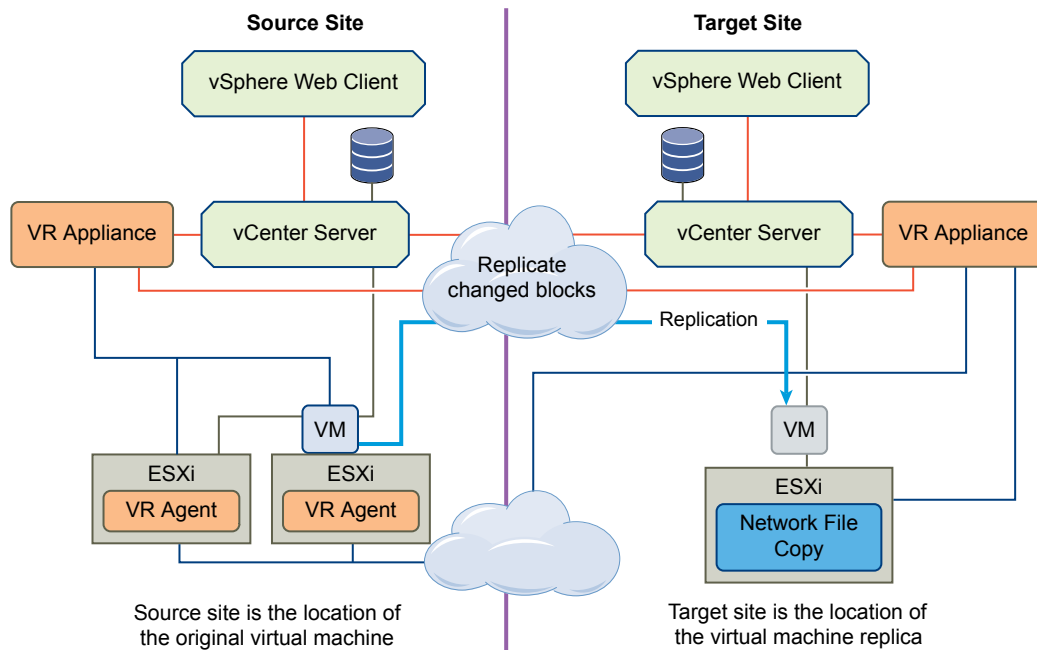 Source Site
Target Site
vSphere Web Client
vSphere Web Client
VR Appliance
vCenter Server
vCenter Server
VR Appliance
Replicate
changed blocks
Replication
VM
VM
ESXi
VR Agent
ESXi
VR Agent
ESXi
Network File
Copy
Source site is the location of
the original virtual machine
Target site is the location of
the virtual machine replica